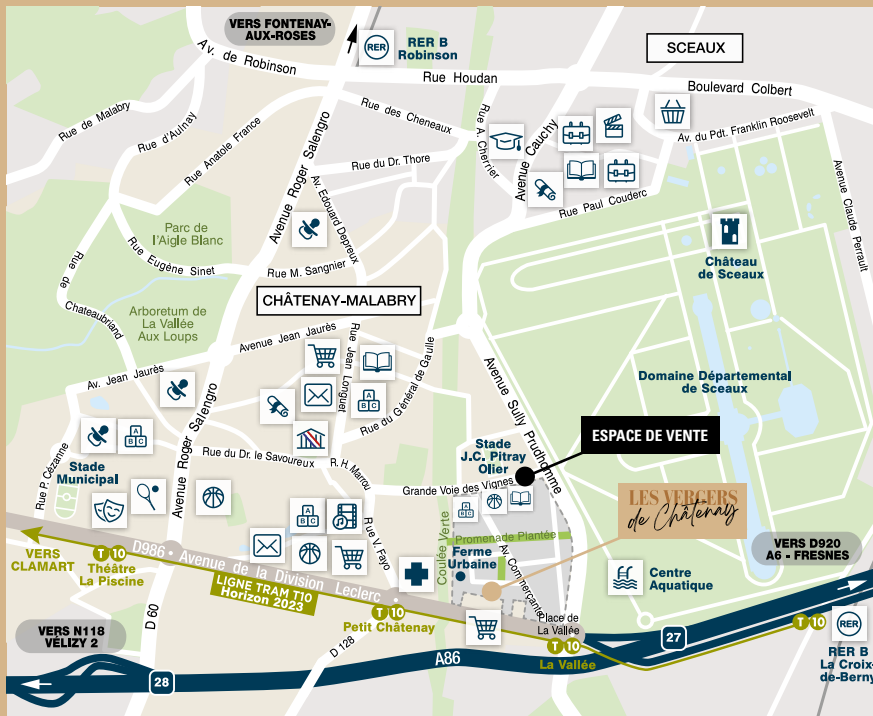 VERS FONTENAY-
AUX-ROSES
RER
RER B
Robinson
SCEAUX
Av. de Robinson
Rue Houdan
Boulevard Colbert
Rue de Malabry
Rue d'Aulnay
Rue Anatole France
Rue des Cheneaux
Rue A. Cherrier
Avenue Cauchy
Av. du Pdt. Franklin Roosevelt
Avenue Roger Salengro
Rue du Dr. Thore
Av. Edouard Depreux
Rue Paul Couderc
Avenue Claude Perrault
Parc de
l'Aigle Blanc
Rue Eugène Sinet
Rue M. Sangnier
Château
de Sceaux
Rue de
Chateaubriand
CHÂTENAY-MALABRY
Arboretum de
La Vallée
Aux Loups
Avenue Jean Jaurès
Rue Jean Longuet
Rue du Général de Gaulle
Avenue Sully Prudhomme
Av. Jean Jaurès
Domaine Départemental
de Sceaux
A
B
C
A
B
C
ESPACE DE VENTE
Stade
J.C. Pitray
Olier
Rue P. Cézanne
Stade
Municipal
Avenue Roger Salengro
Rue du Dr. le Savoureux
R. H. Marrou
Grande Voie des Vignes
LES VERGERS
de Châtenay
A
B
C
A
B
C
Rue V. Fayo
Coulée Verte
Promenade Plantée
Ferme
Urbaine
Av. Commerçante
VERS D920
A6 - FRESNES
VERS
CLAMART
D986
Avenue de la Division Leclerc
T 10
Théâtre
La Piscine
LIGNE TRAM T10
Horizon 2023
Centre
Aquatique
T 10
Petit Châtenay
Place de
La Vallée
T 10
La Vallée
27
T 10
RER
RER B
La Croix-
de-Berny
VERS N118
VÉLIZY 2
D 60
D 128
A86
28